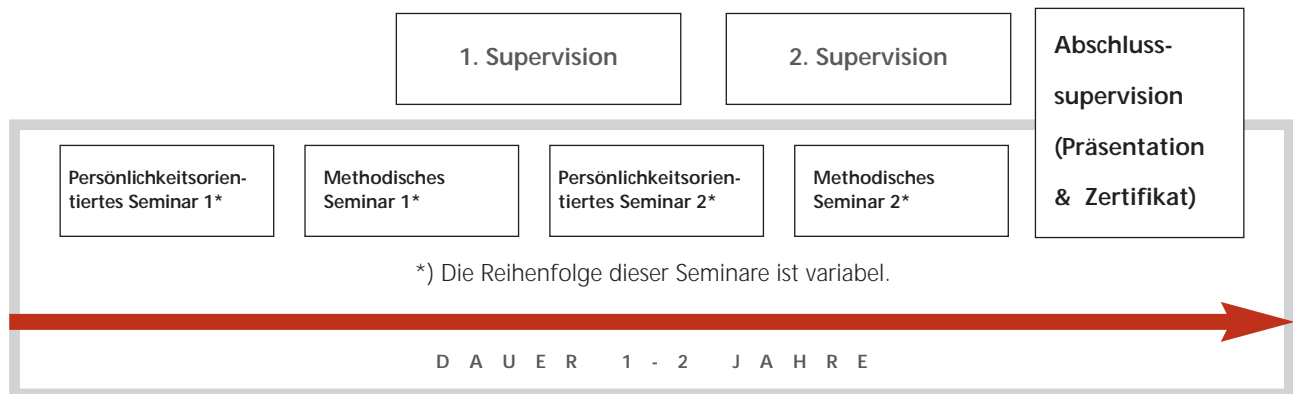 1. Supervision
2. Supervision
Abschluss-
supervision
(Präsentation
& Zertifikat)
Persönlichkeitsorien-
tiertes Seminar 1*
Methodisches
Seminar 1*
Persönlichkeitsorien-
tiertes Seminar 2*
Methodisches
Seminar 2*
*) Die Reihenfolge dieser Seminare ist variabel.
DAUER 1-2 JAHRE